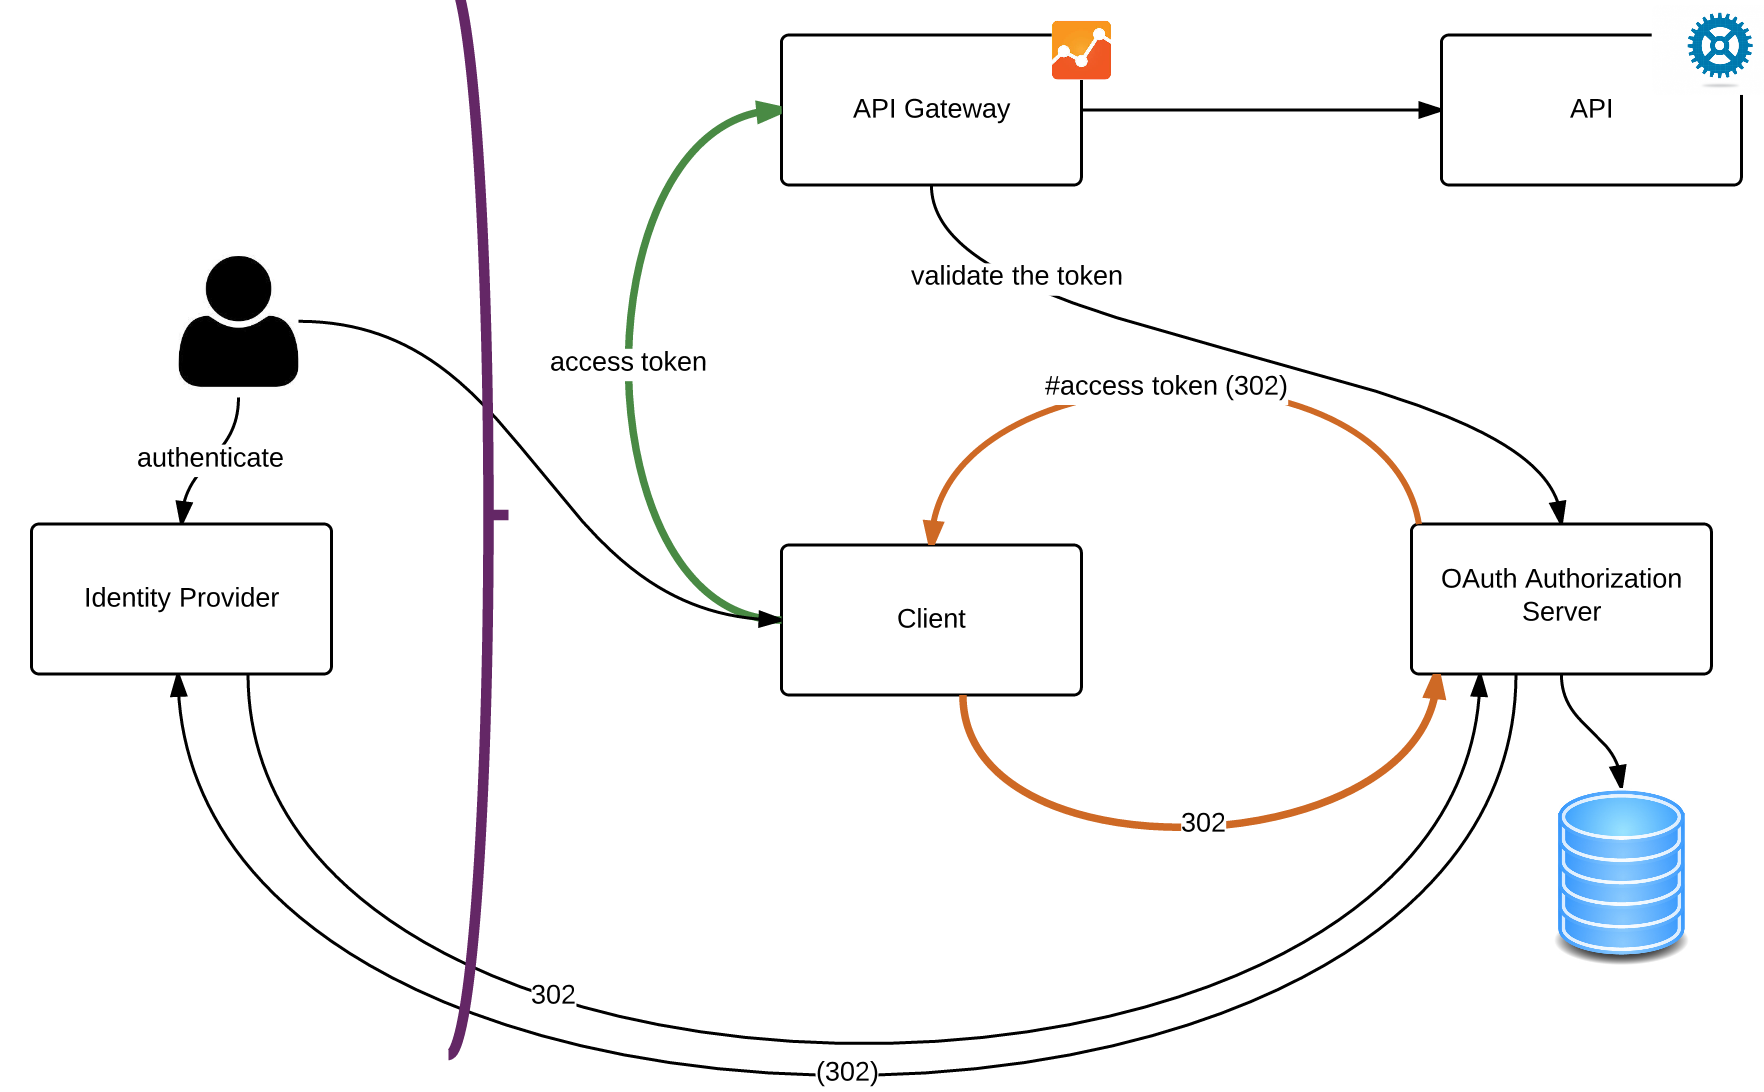 API Gateway
API
validate the token
access token
#access token (302)
authenticate
Identity Provider
Client
OAuth Authorization
Server
302
302
(302)